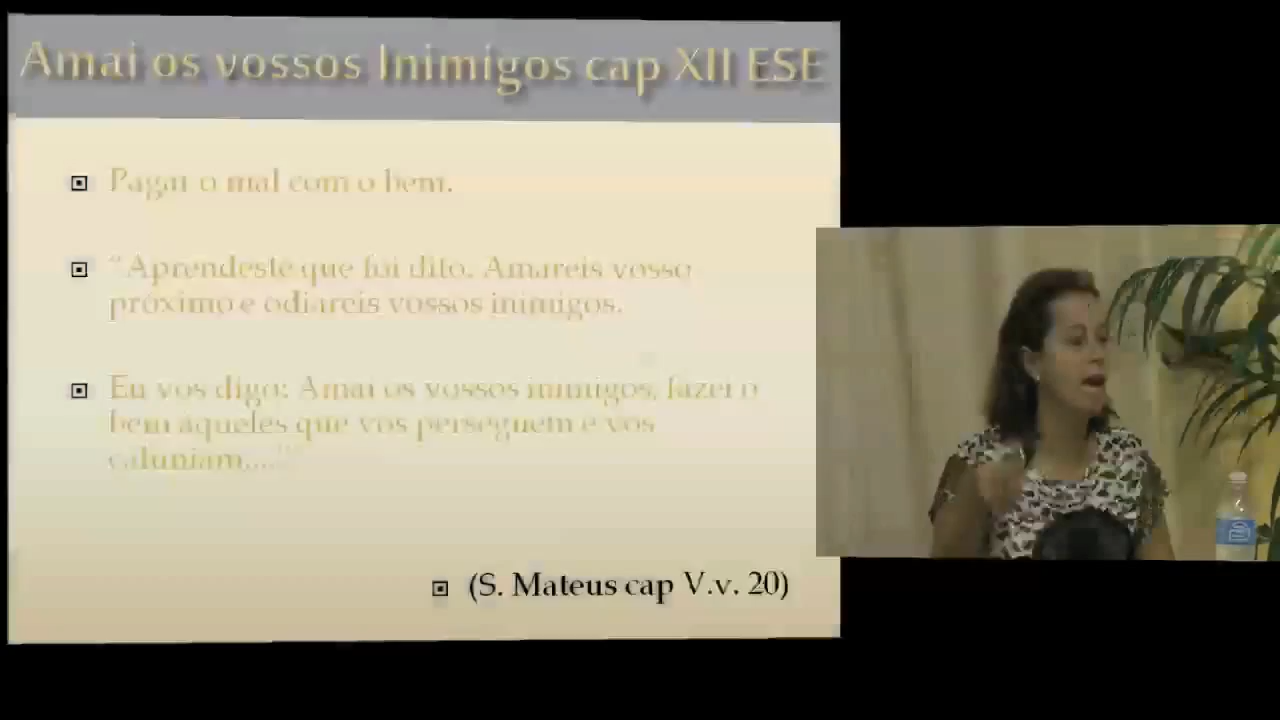 Amai os vossos Inimigos cap XII ESE
Pagar o mal com o bem.
“Aprendeste que foi dito. Amareis vosso
próximo e odiareis vossos inimigos.
Eu vos digo: Amai os vossos inimigos, fazei o
bem àqueles que vos perseguem e vos
caluniam....”
(S. Mateus cap V.v. 20)